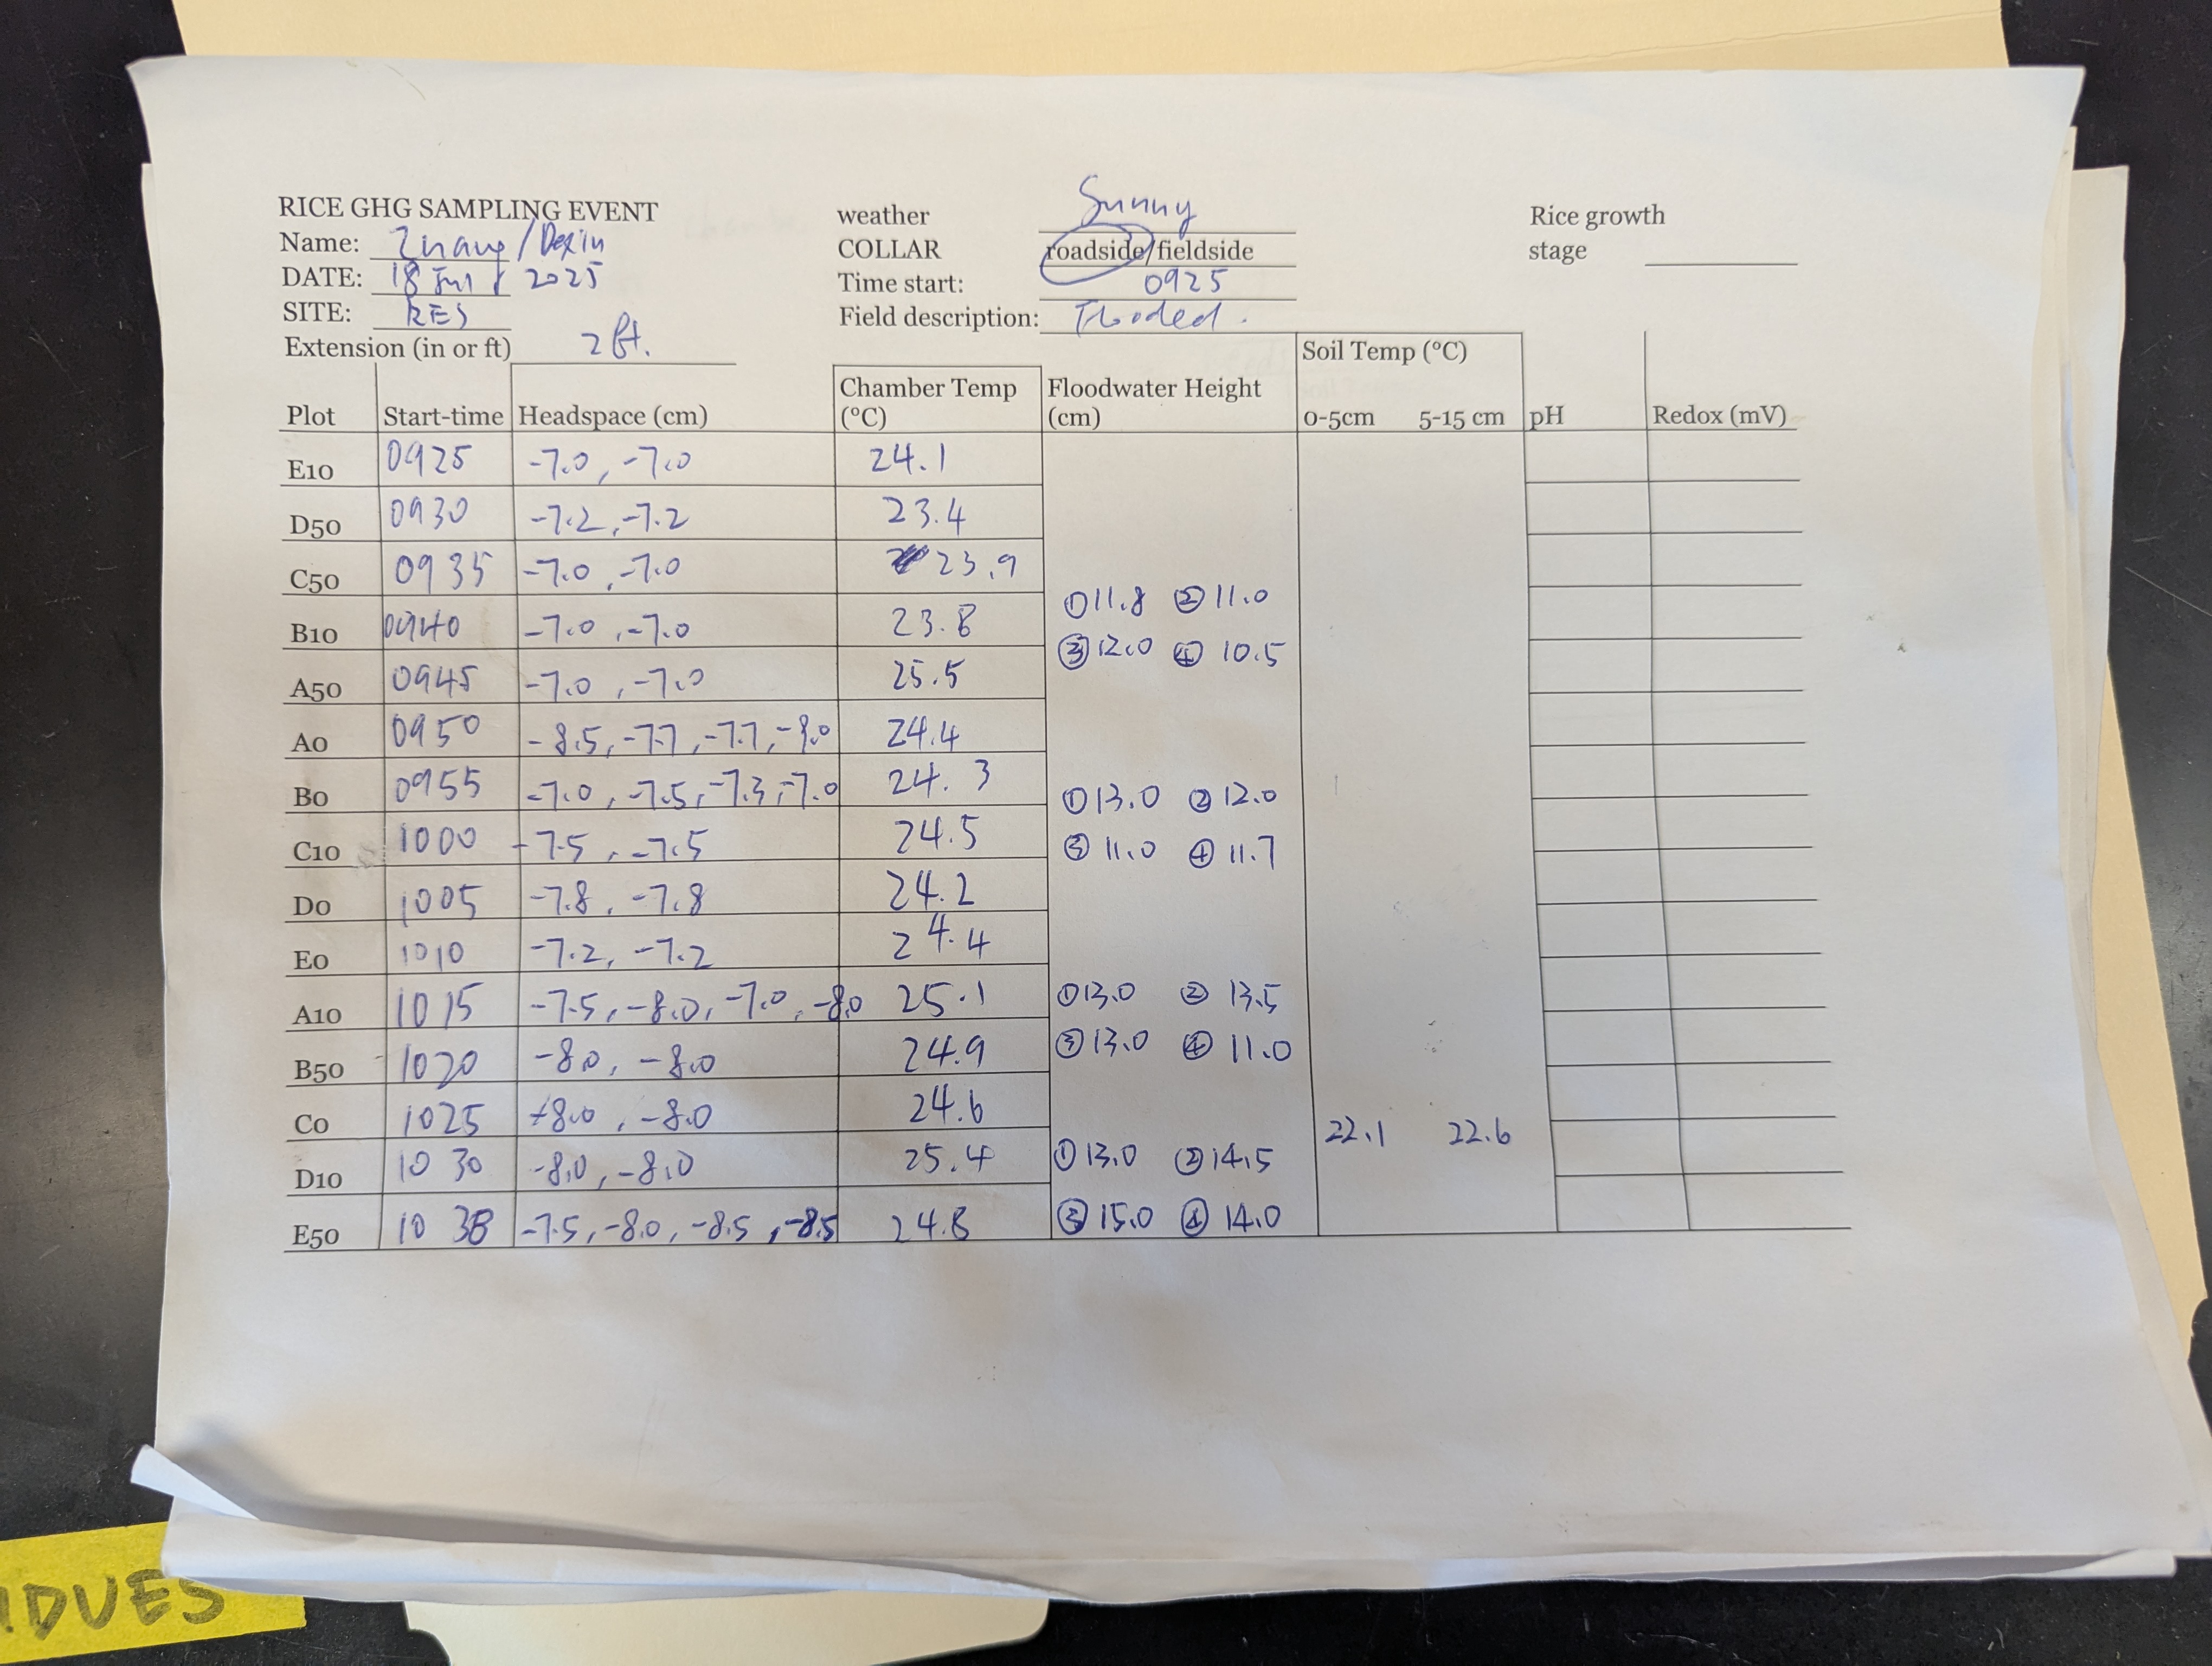 RICE GHG SAMPLING EVENT weather Sunny Rice growth
Name: Zhang/Dexin COLLAR roadside/fieldside stage
DATE: 18 Jul 2025 Time start: 0925
SITE: RES Field description: Flooded.
Extension (in or ft) 2 ft. Soil Temp (°C)
Plot Start-time Headspace (cm) Chamber Temp (°C) Floodwater Height (cm) 0-5cm 5-15 cm pH Redox (mV)
E10 0925 -7.0, -7.0 24.1
D50 0930 -7.2, -7.2 23.4
C50 0935 -7.0, -7.0 23.9
①11.8 ②11.0
B10 0940 -7.0, -7.0 23.8
③12.0 ④10.5
A50 0945 -7.0, -7.0 25.5
A0 0950 -8.5, -7.7, -7.7, -8.0 24.4
B0 0955 -7.0, -7.5, -7.3, -7.0 24.3 ①13.0 ②12.0
C10 1000 -7.5, -7.5 24.5 ③11.0 ④11.7
D0 1005 -7.8, -7.8 24.2
E0 1010 -7.2, -7.2 24.4
A10 1015 -7.5, -8.0, -7.0, -8.0 25.1 ①13.0 ②13.5
B50 1020 -8.0, -8.0 24.9 ③13.0 ④11.0
C0 1025 -8.0, -8.0 24.6 22.1 22.6
D10 1030 -8.0, -8.0 25.4 ①13.0 ②14.5
E50 10 -7.5, -8.0, -8.5, -8.5 24.8 ③15.0 ④14.0
IDUES